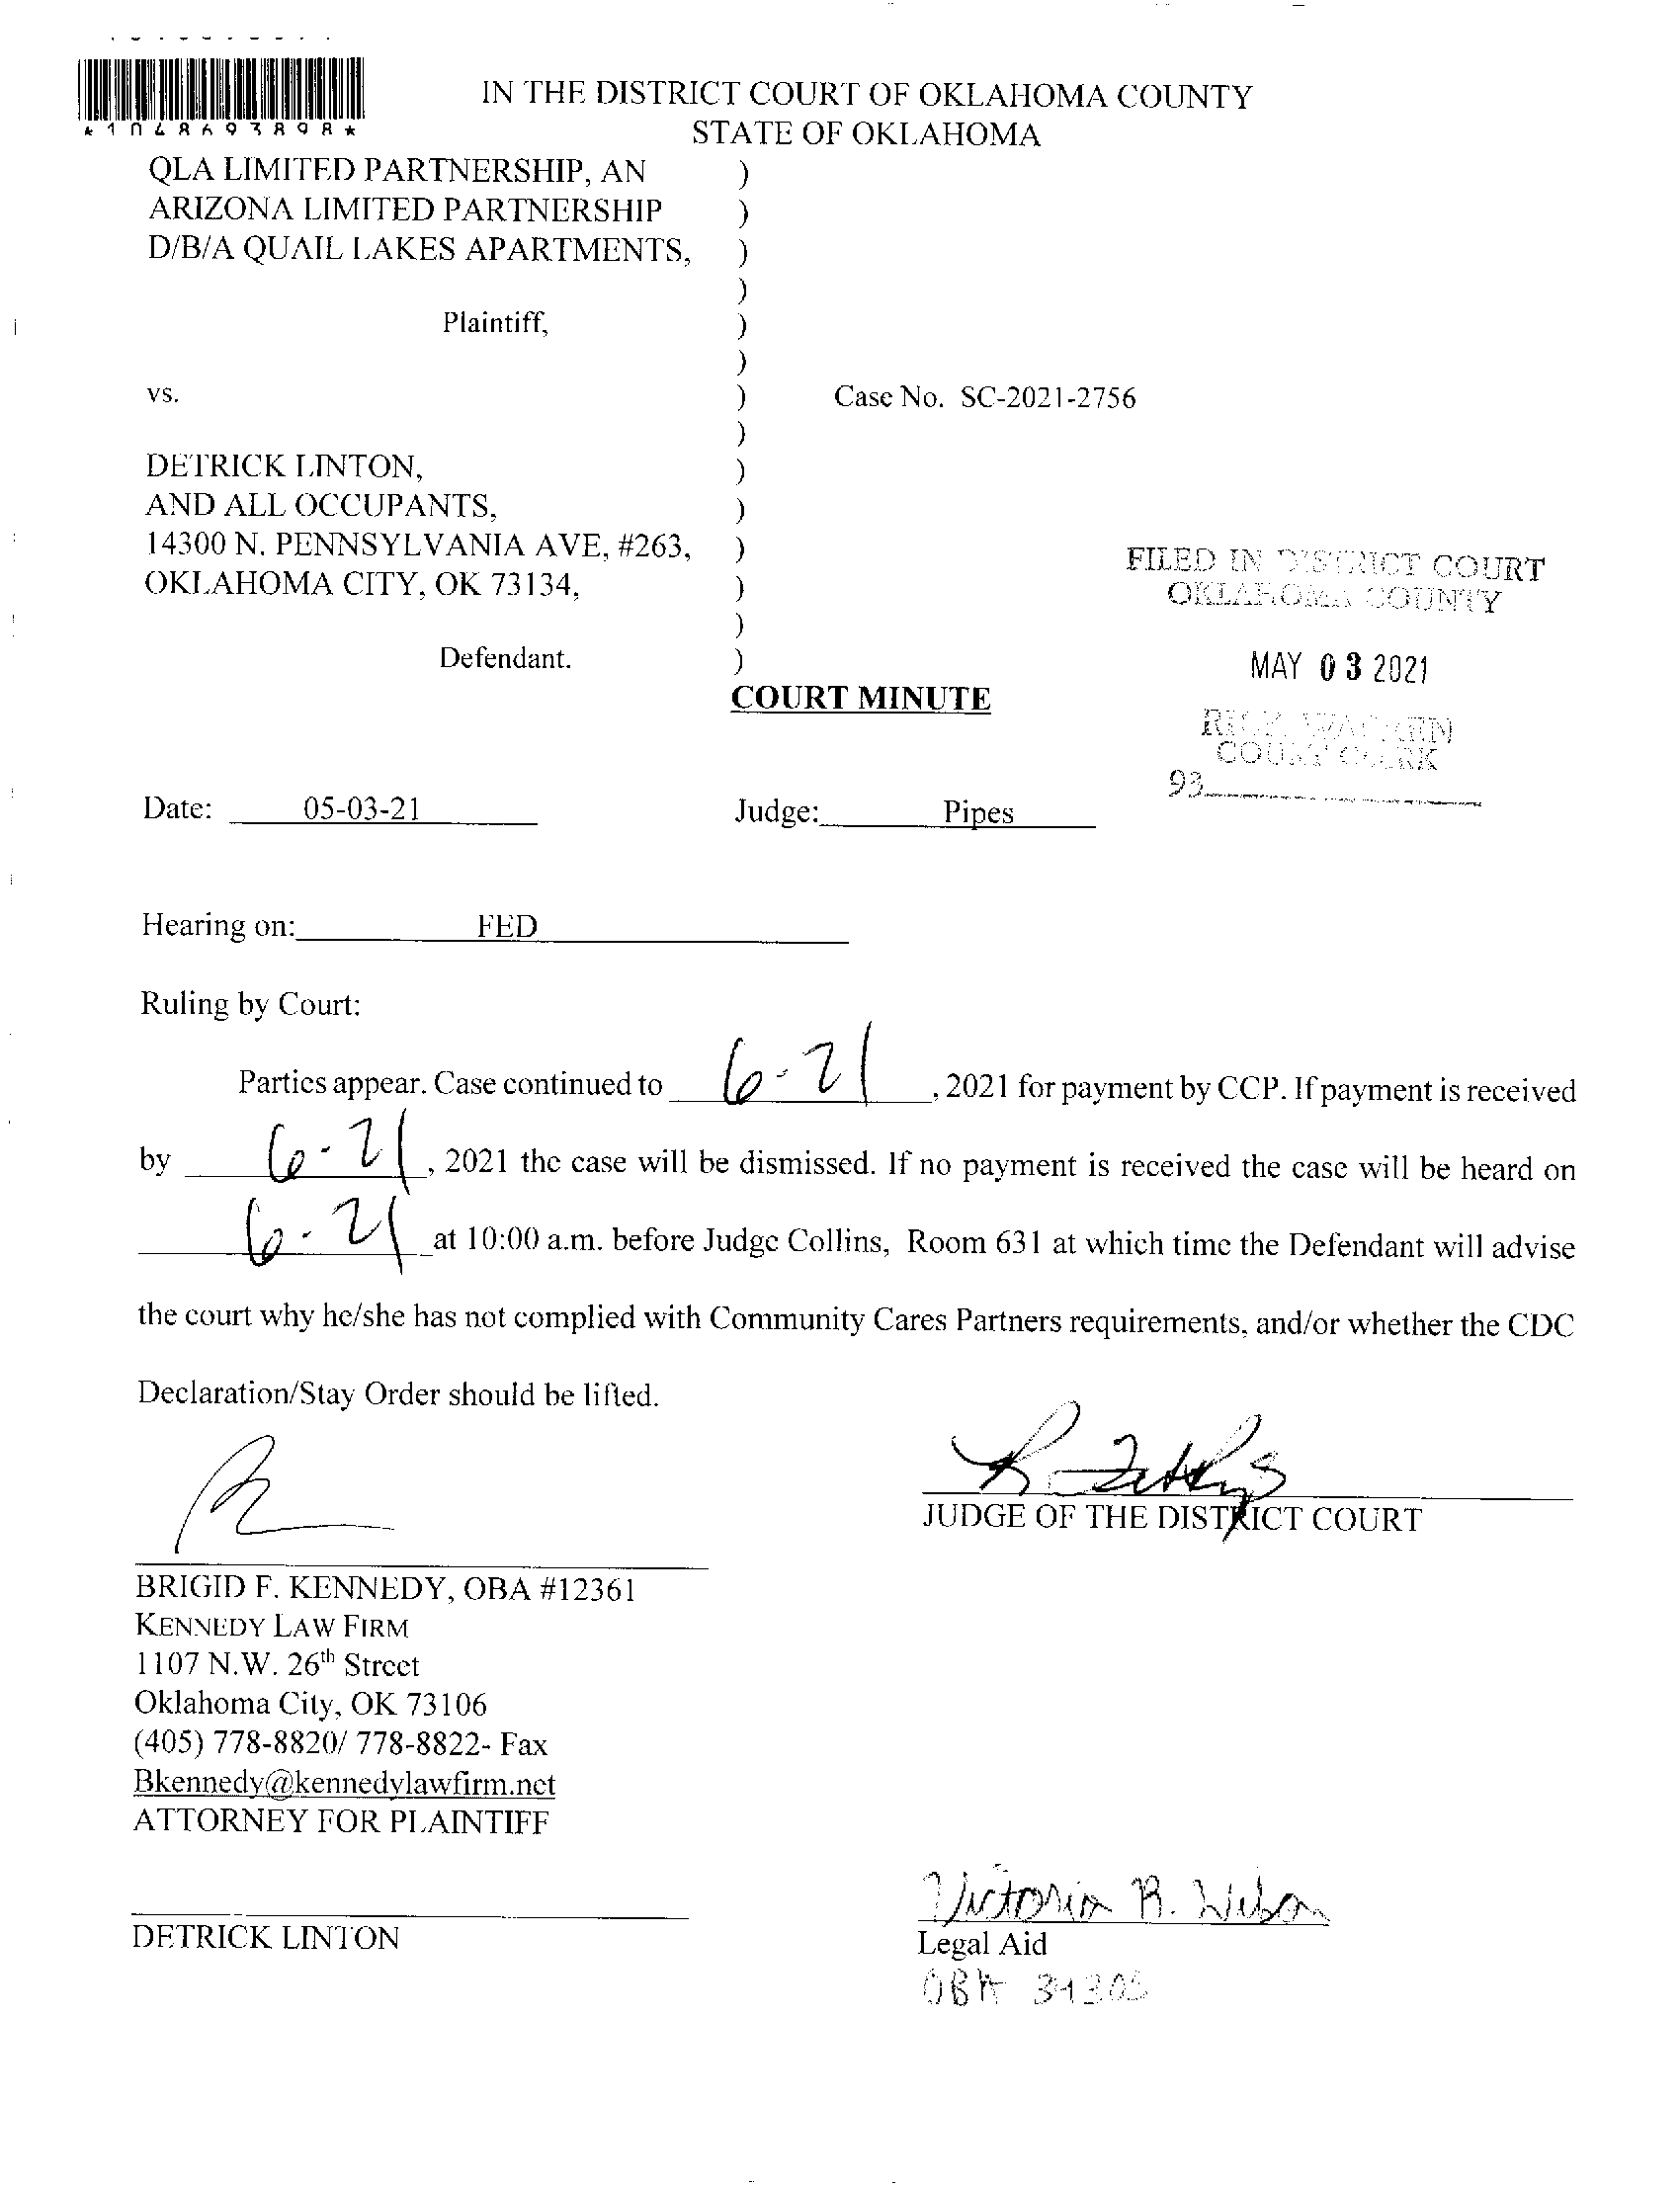 *1048693898*
IN THE DISTRICT COURT OF OKLAHOMA COUNTY
STATE OF OKLAHOMA
QLA LIMITED PARTNERSHIP, AN )
ARIZONA LIMITED PARTNERSHIP )
D/B/A QUAIL LAKES APARTMENTS, )
)
Plaintiff, )
)
vs. ) Case No. SC-2021-2756
)
DETRICK LINTON, )
AND ALL OCCUPANTS, )
14300 N. PENNSYLVANIA AVE, #263, )
OKLAHOMA CITY, OK 73134, )
)
Defendant. )
FILED IN DISTRICT COURT
OKLAHOMA COUNTY
MAY 03 2021
RICK WARREN
COURT CLERK
93
COURT MINUTE
Date: 05-03-21 Judge: Pipes
Hearing on: FED
Ruling by Court:
Parties appear. Case continued to 6-21, 2021 for payment by CCP. If payment is received
by 6-21, 2021 the case will be dismissed. If no payment is received the case will be heard on
6-21 at 10:00 a.m. before Judge Collins, Room 631 at which time the Defendant will advise
the court why he/she has not complied with Community Cares Partners requirements, and/or whether the CDC
Declaration/Stay Order should be lifted.
JUDGE OF THE DISTRICT COURT
BRIGID F. KENNEDY, OBA #12361
KENNEDY LAW FIRM
1107 N.W. 26th Street
Oklahoma City, OK 73106
(405) 778-8820/ 778-8822- Fax
Bkennedy@kennedylawfirm.net
ATTORNEY FOR PLAINTIFF
DETRICK LINTON
Victoria R. Wilson
Legal Aid
OBA